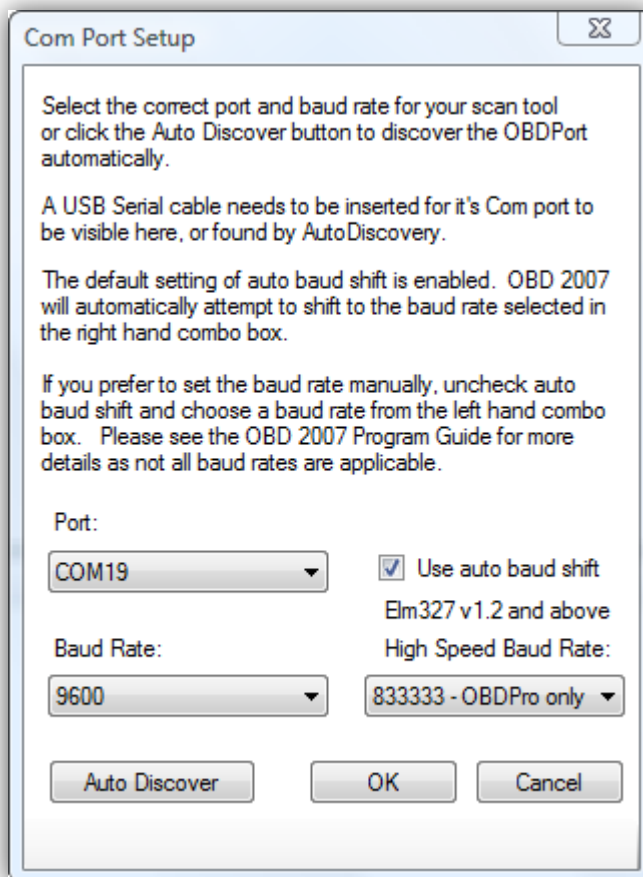 Com Port Setup
Select the correct port and baud rate for your scan tool
or click the Auto Discover button to discover the OBDPort
automatically.
A USB Serial cable needs to be inserted for it's Com port to
be visible here, or found by AutoDiscovery.
The default setting of auto baud shift is enabled.  OBD 2007
will automatically attempt to shift to the baud rate selected in
the right hand combo box.
If you prefer to set the baud rate manually, uncheck auto
baud shift and choose a baud rate from the left hand combo
box.   Please see the OBD 2007 Program Guide for more
details as not all baud rates are applicable.
Port:
COM19
Use auto baud shift
Elm327 v1.2 and above
Baud Rate:
High Speed Baud Rate:
9600
833333 - OBDPro only
Auto Discover
OK
Cancel